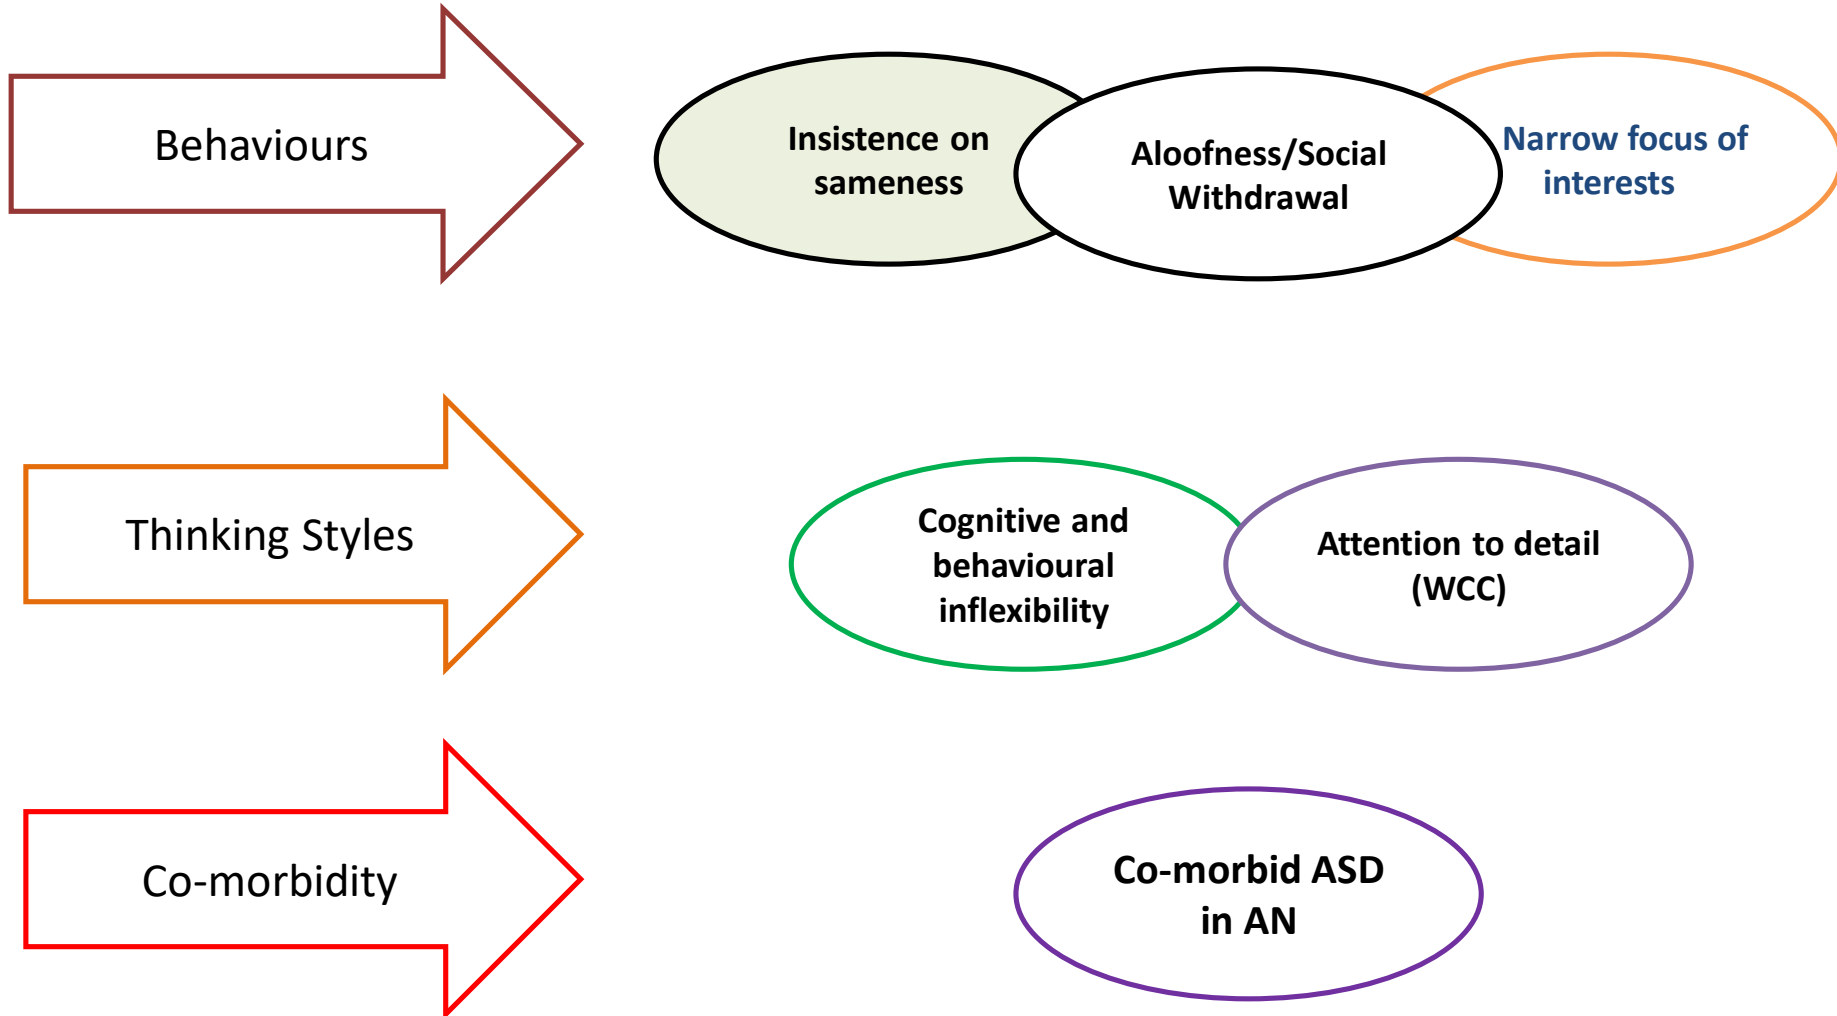 Behaviours
Insistence on
sameness
Aloofness/Social
Withdrawal
Narrow focus of
interests
Thinking Styles
Cognitive and
behavioural
inflexibility
Attention to detail
(WCC)
Co-morbidity
Co-morbid ASD
in AN